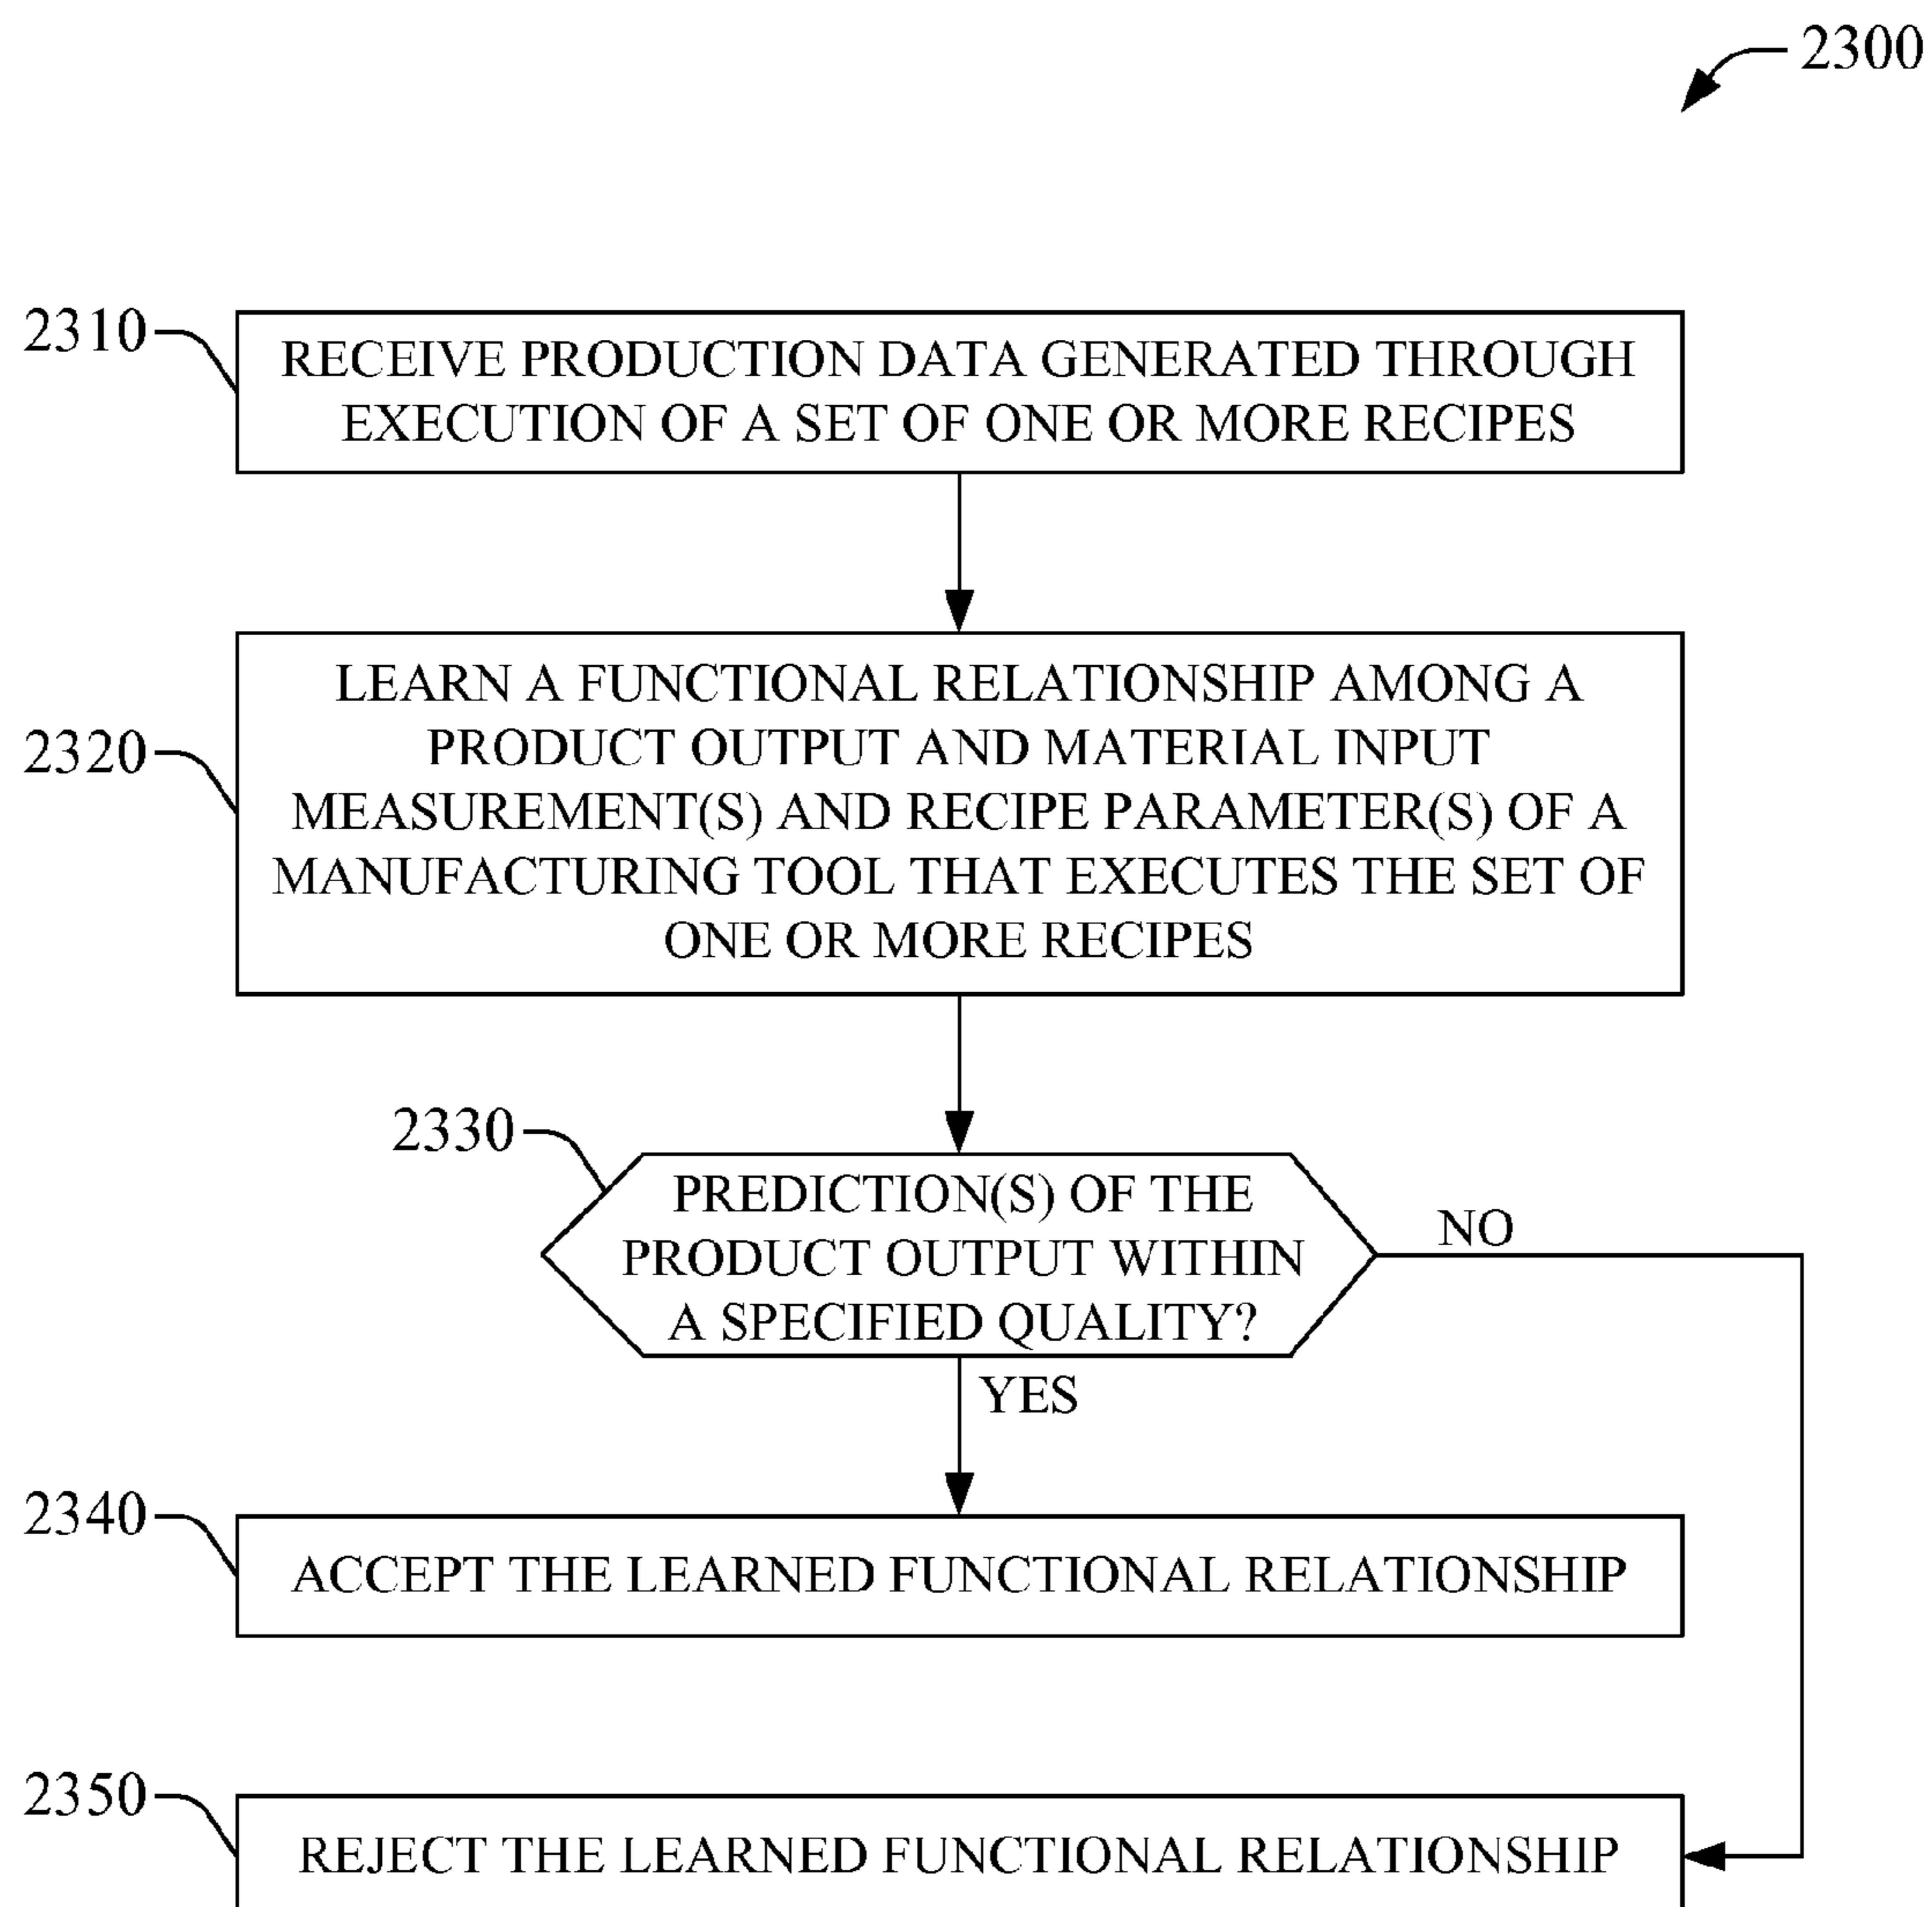 2300
2310
RECEIVE PRODUCTION DATA GENERATED THROUGH
EXECUTION OF A SET OF ONE OR MORE RECIPES
2320
LEARN A FUNCTIONAL RELATIONSHIP AMONG A
PRODUCT OUTPUT AND MATERIAL INPUT
MEASUREMENT(S) AND RECIPE PARAMETER(S) OF A
MANUFACTURING TOOL THAT EXECUTES THE SET OF
ONE OR MORE RECIPES
2330
PREDICTION(S) OF THE
PRODUCT OUTPUT WITHIN
A SPECIFIED QUALITY?
NO
YES
2340
ACCEPT THE LEARNED FUNCTIONAL RELATIONSHIP
2350
REJECT THE LEARNED FUNCTIONAL RELATIONSHIP